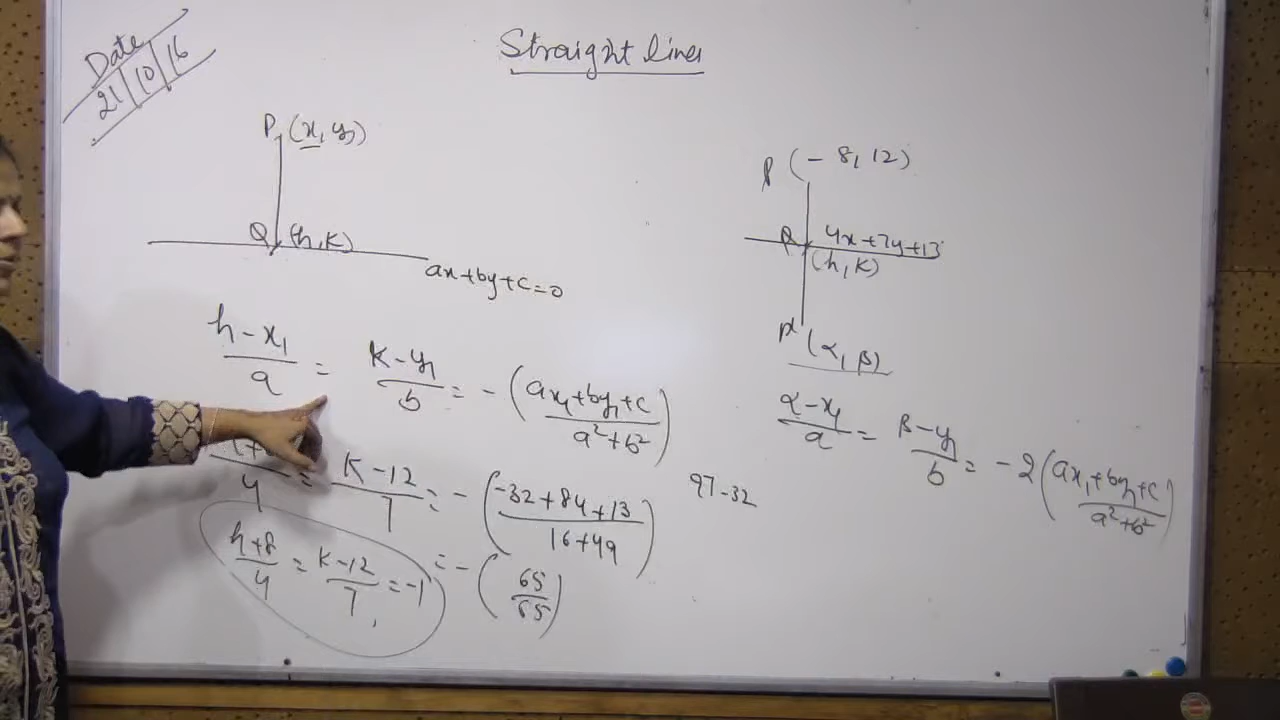 Straight lines
Date
21/10/16
P (x₁ y₁)
Q (h, k)
ax+by+c=0
(h-x₁)/a = (k-y₁)/b = -((ax₁+by₁+c)/(a²+b²))
/4 = (k-12)/7 = -((-32+84+13)/(16+49))
(h+8)/4 = (k-12)/7 = -1
= -(65/65)
97-32
P (-8, 12)
Q 4x+7y+13
(h, k)
P' (α, β)
(α-x₁)/a = (β-y₁)/b = -2((ax₁+by₁+c)/(a²+b²))